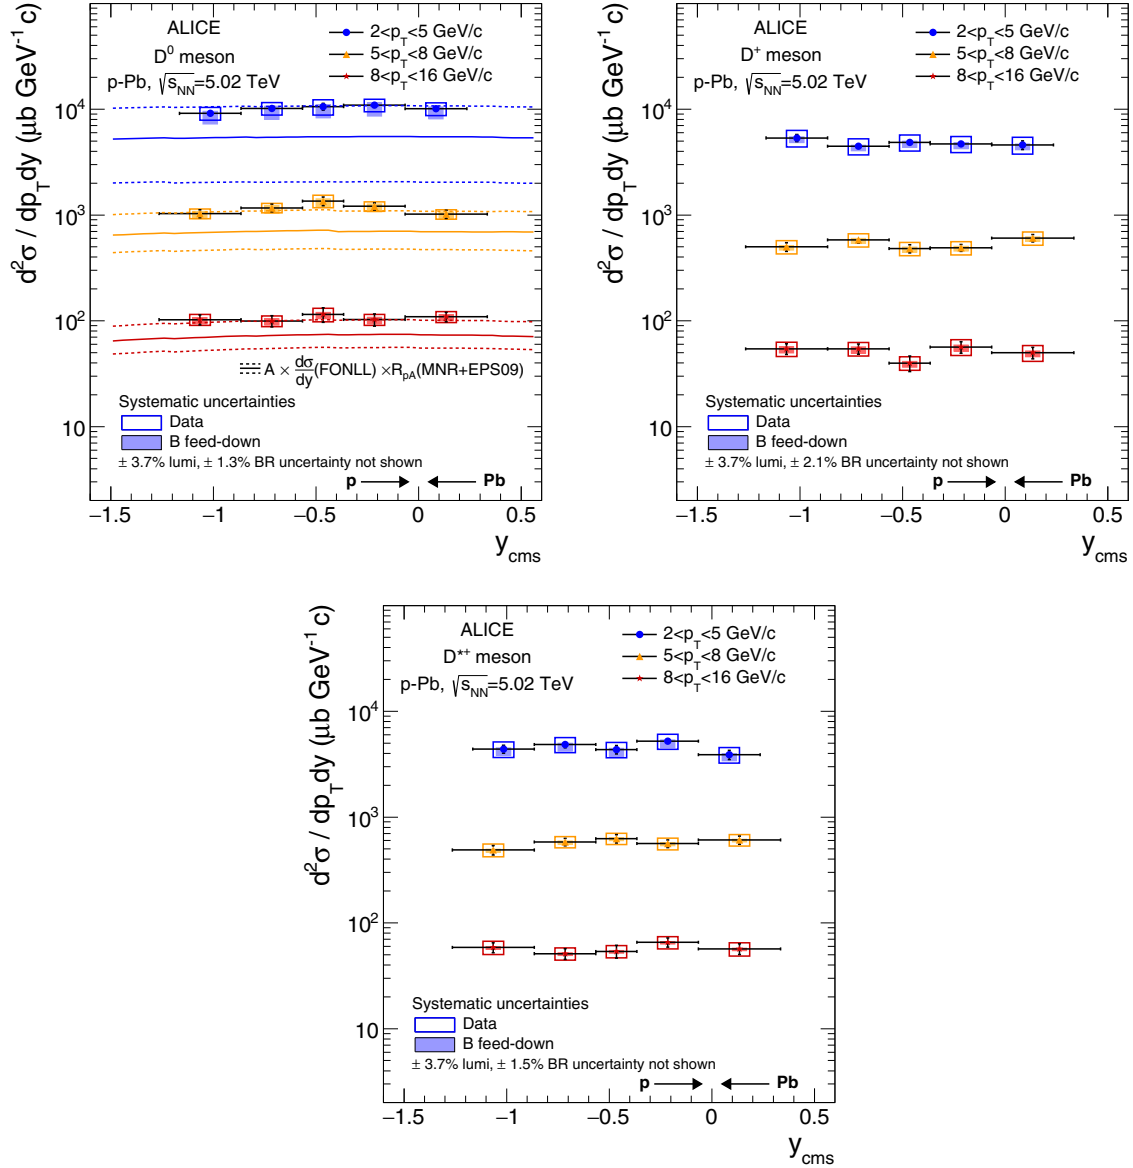 ALICE
D⁰ meson
p-Pb, √s_NN=5.02 TeV
2<p_T<5 GeV/c
5<p_T<8 GeV/c
8<p_T<16 GeV/c
d²σ / dp_T dy (μb GeV⁻¹ c)
10⁴
10³
10²
10
A × dσ/dy (FONLL) ×R_pA(MNR+EPS09)
Systematic uncertainties
Data
B feed-down
± 3.7% lumi, ± 1.3% BR uncertainty not shown
p → ← Pb
−1.5 −1 −0.5 0 0.5
y_cms
ALICE
D⁺ meson
p-Pb, √s_NN=5.02 TeV
2<p_T<5 GeV/c
5<p_T<8 GeV/c
8<p_T<16 GeV/c
d²σ / dp_T dy (μb GeV⁻¹ c)
10⁴
10³
10²
10
Systematic uncertainties
Data
B feed-down
± 3.7% lumi, ± 2.1% BR uncertainty not shown
p → ← Pb
−1.5 −1 −0.5 0 0.5
y_cms
ALICE
D*⁺ meson
p-Pb, √s_NN=5.02 TeV
2<p_T<5 GeV/c
5<p_T<8 GeV/c
8<p_T<16 GeV/c
d²σ / dp_T dy (μb GeV⁻¹ c)
10⁴
10³
10²
10
Systematic uncertainties
Data
B feed-down
± 3.7% lumi, ± 1.5% BR uncertainty not shown
p → ← Pb
−1.5 −1 −0.5 0 0.5
y_cms